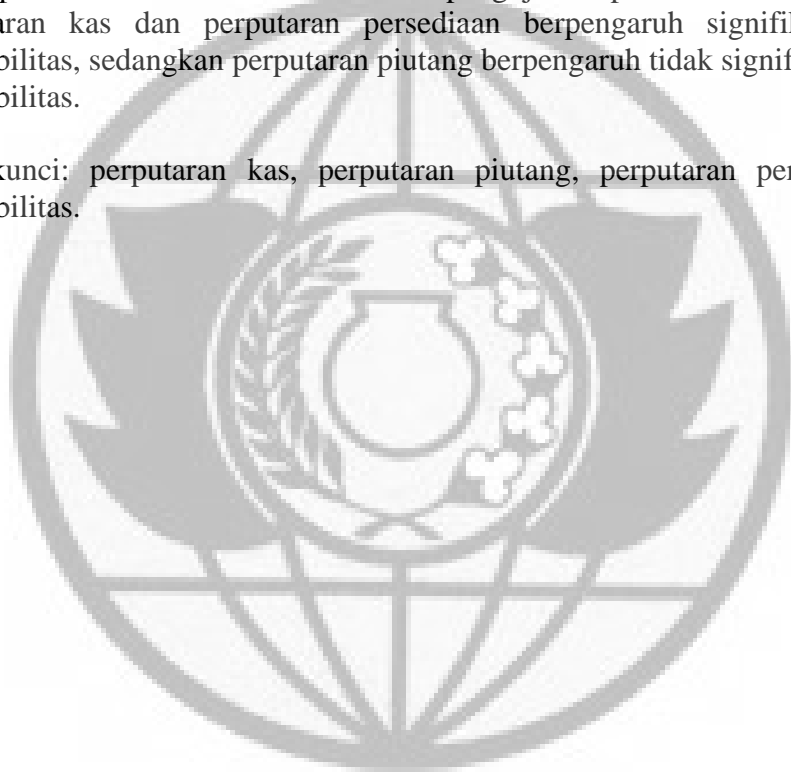 aran kas dan perputaran persediaan berpengaruh signifi
bilitas, sedangkan perputaran piutang berpengaruh tidak signif
bilitas.
kunci: perputaran kas, perputaran piutang, perputaran per
bilitas.